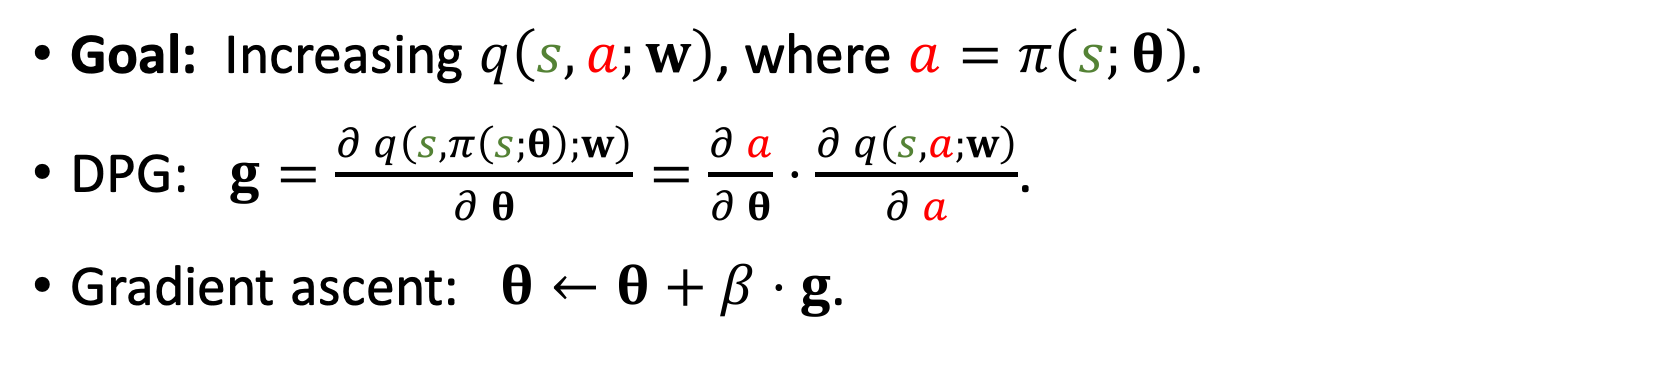 • Goal: Increasing q(s, a; w), where a = π(s; θ).
• DPG: g = ∂ q(s,π(s;θ);w) / ∂ θ = ∂ a / ∂ θ · ∂ q(s,a;w) / ∂ a.
• Gradient ascent: θ ← θ + β · g.